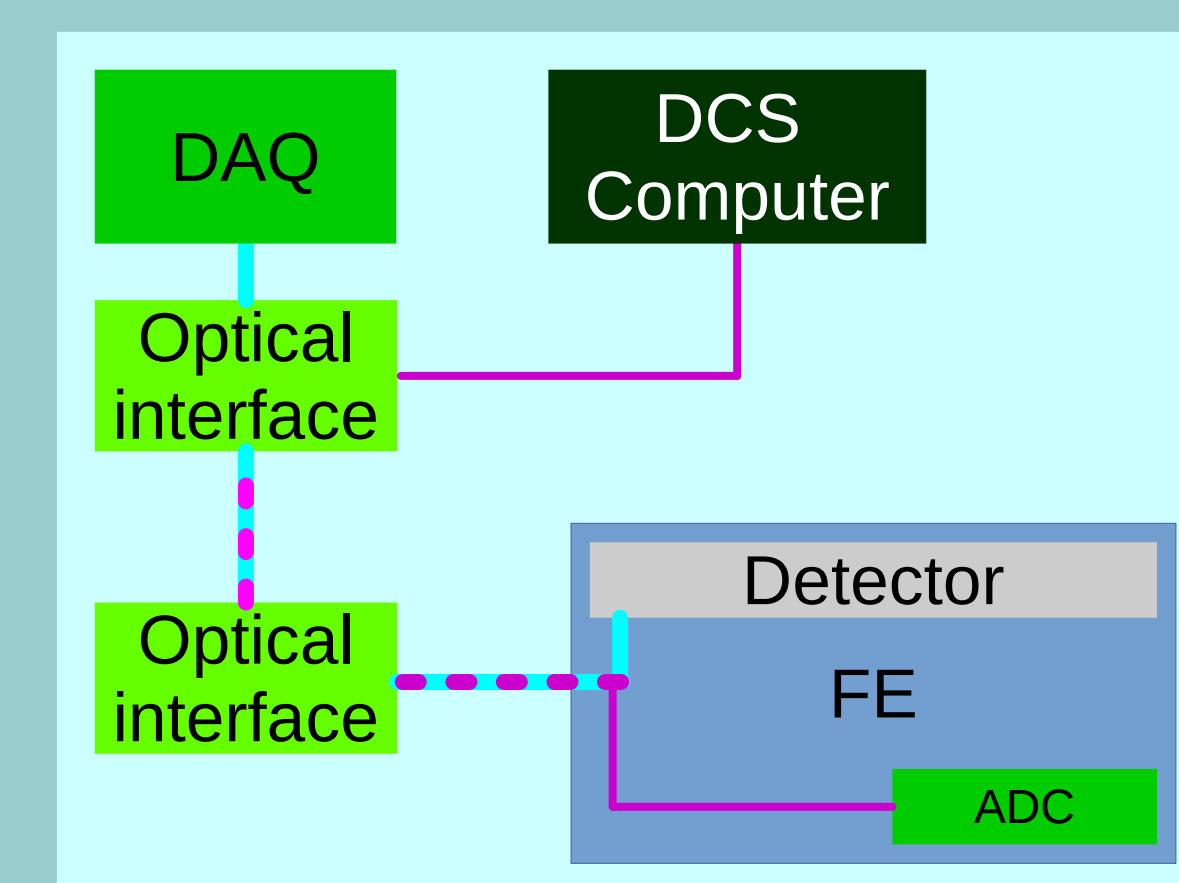 DAQ
DCS
Computer
Optical
interface
Optical
interface
Detector
FE
ADC